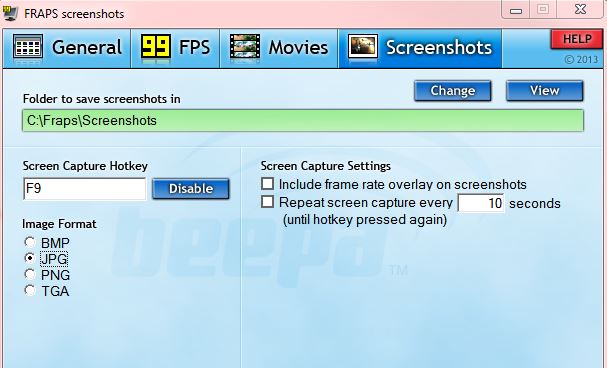 FRAPS screenshots
General
99 FPS
Movies
Screenshots
HELP
© 2013
Change
View
Folder to save screenshots in
C:\Fraps\Screenshots
Screen Capture Hotkey
F9
Disable
Image Format
BMP
JPG
PNG
TGA
Screen Capture Settings
Include frame rate overlay on screenshots
Repeat screen capture every 10 seconds
(until hotkey pressed again)
beepa TM